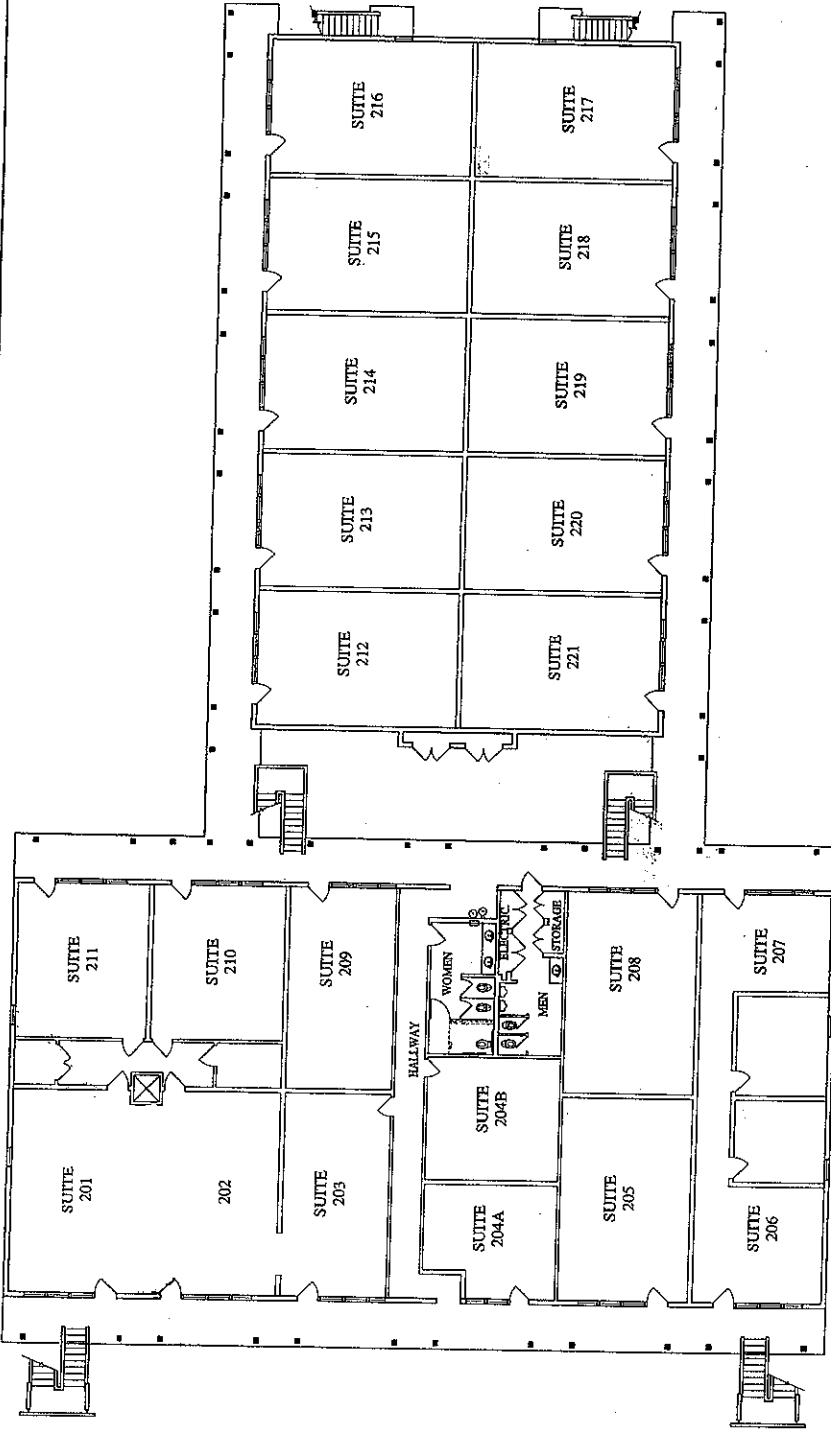 SUITE
216
SUITE
217
SUITE
215
SUITE
218
SUITE
214
SUITE
219
SUITE
213
SUITE
220
SUITE
212
SUITE
221
SUITE
211
SUITE
210
SUITE
209
HALLWAY
WOMEN
ELECTRIC.
STORAGE
MEN
SUITE
208
SUITE
207
SUITE
201
202
SUITE
203
SUITE
204B
SUITE
204A
SUITE
205
SUITE
206